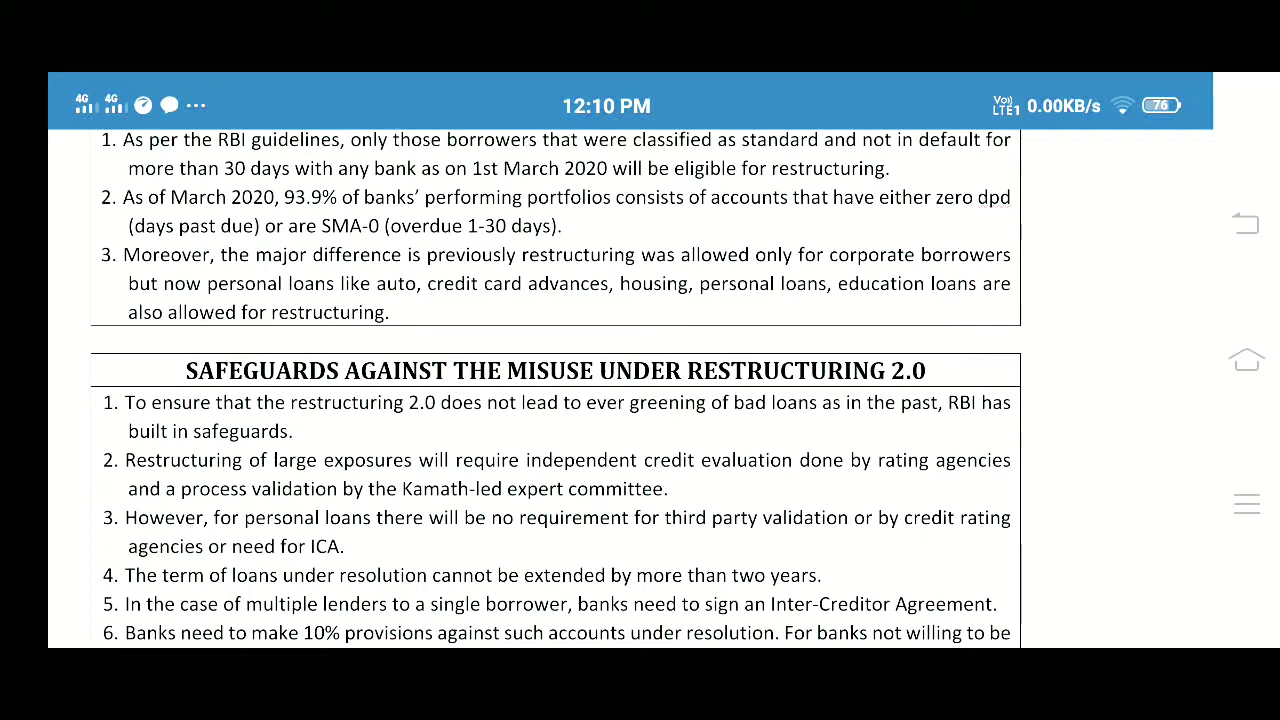 4G 4G ... 12:10 PM Vo) LTE1 0.00KB/s 76
1. As per the RBI guidelines, only those borrowers that were classified as standard and not in default for
more than 30 days with any bank as on 1st March 2020 will be eligible for restructuring.
2. As of March 2020, 93.9% of banks' performing portfolios consists of accounts that have either zero dpd
(days past due) or are SMA-0 (overdue 1-30 days).
3. Moreover, the major difference is previously restructuring was allowed only for corporate borrowers
but now personal loans like auto, credit card advances, housing, personal loans, education loans are
also allowed for restructuring.
SAFEGUARDS AGAINST THE MISUSE UNDER RESTRUCTURING 2.0
1. To ensure that the restructuring 2.0 does not lead to ever greening of bad loans as in the past, RBI has
built in safeguards.
2. Restructuring of large exposures will require independent credit evaluation done by rating agencies
and a process validation by the Kamath-led expert committee.
3. However, for personal loans there will be no requirement for third party validation or by credit rating
agencies or need for ICA.
4. The term of loans under resolution cannot be extended by more than two years.
5. In the case of multiple lenders to a single borrower, banks need to sign an Inter-Creditor Agreement.
6. Banks need to make 10% provisions against such accounts under resolution. For banks not willing to be